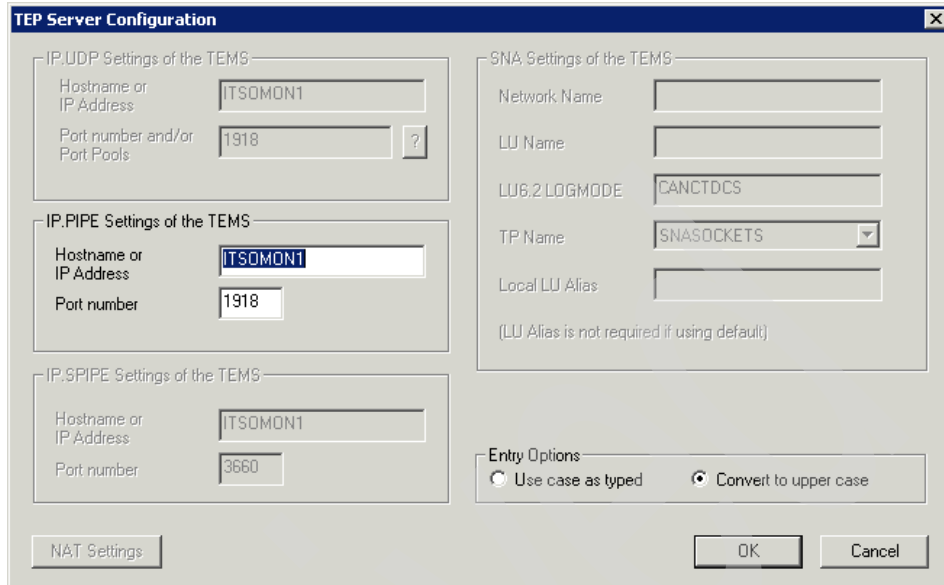 TEP Server Configuration
IP.UDP Settings of the TEMS
Hostname or
IP Address
ITSOMON1
Port number and/or
Port Pools
1918
?
IP.PIPE Settings of the TEMS
Hostname or
IP Address
ITSOMON1
Port number
1918
IP.SPIPE Settings of the TEMS
Hostname or
IP Address
ITSOMON1
Port number
3660
NAT Settings
SNA Settings of the TEMS
Network Name
LU Name
LU6.2 LOGMODE
CANCTDCS
TP Name
SNASOCKETS
Local LU Alias
(LU Alias is not required if using default)
Entry Options
Use case as typed
Convert to upper case
OK
Cancel